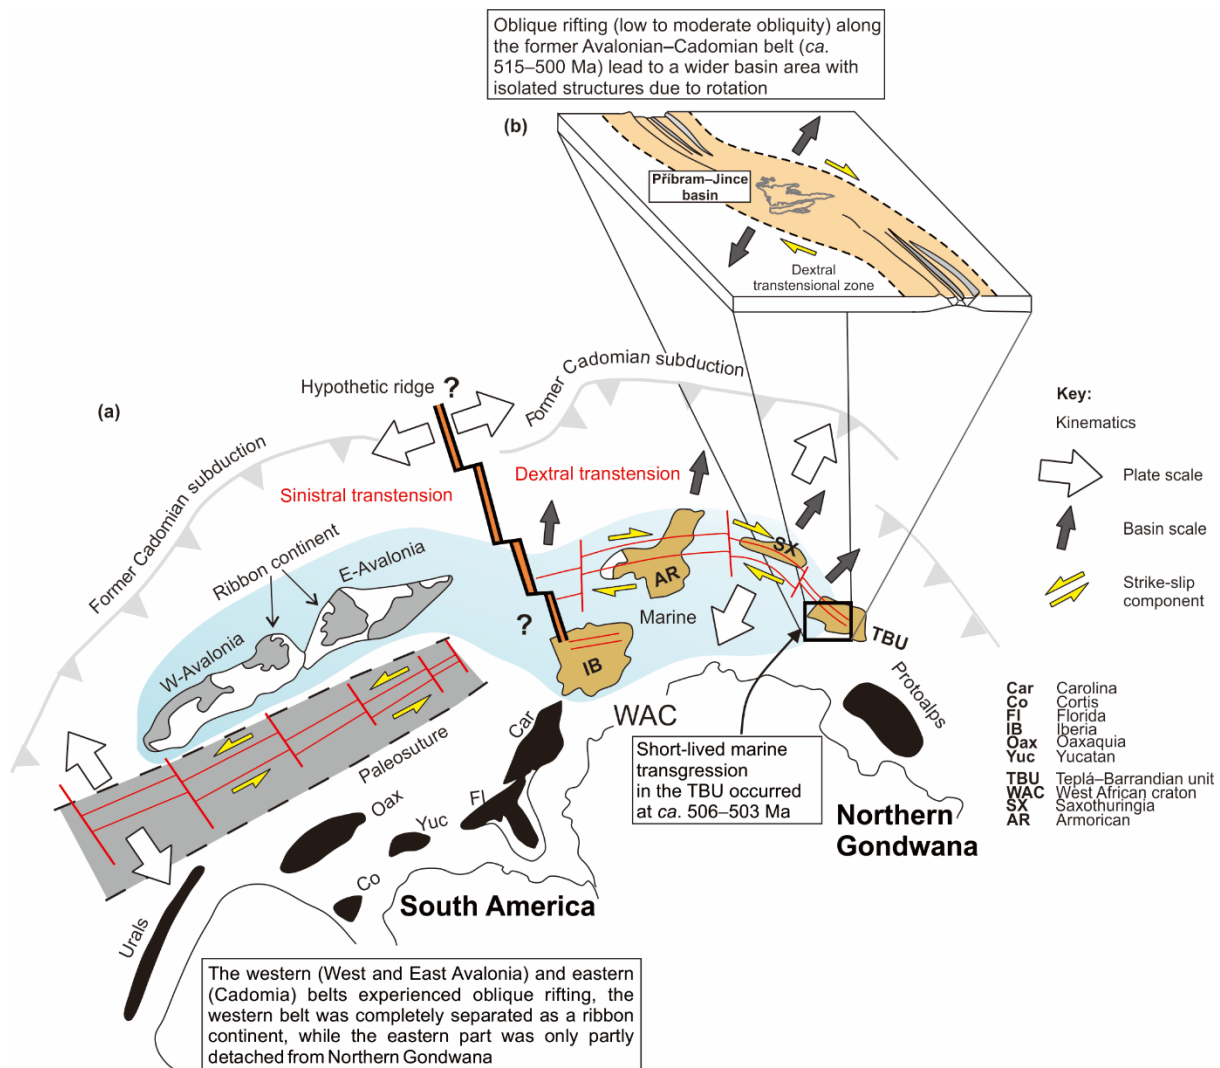 Oblique rifting (low to moderate obliquity) along
the former Avalonian–Cadomian belt (ca.
515–500 Ma) lead to a wider basin area with
isolated structures due to rotation
(b)
Příbram–Jince
basin
Dextral
transtensional zone
(a)
Hypothetic ridge ?
Former Cadomian subduction
Former Cadomian subduction
Sinistral transtension
Dextral transtension
Ribbon continent
E-Avalonia
W-Avalonia
AR
SX
Marine
?
IB
TBU
Paleosuture
Car
WAC
Protoalps
Short-lived marine
transgression
in the TBU occurred
at ca. 506–503 Ma
Northern
Gondwana
Oax
Yuc
Fl
Co
South America
Urals
The western (West and East Avalonia) and eastern
(Cadomia) belts experienced oblique rifting, the
western belt was completely separated as a ribbon
continent, while the eastern part was only partly
detached from Northern Gondwana
Key:
Kinematics
Plate scale
Basin scale
Strike-slip
component
Car Carolina
Co Cortis
Fl Florida
IB Iberia
Oax Oaxaquia
Yuc Yucatan
TBU Teplá–Barrandian unit
WAC West African craton
SX Saxothuringia
AR Armorican